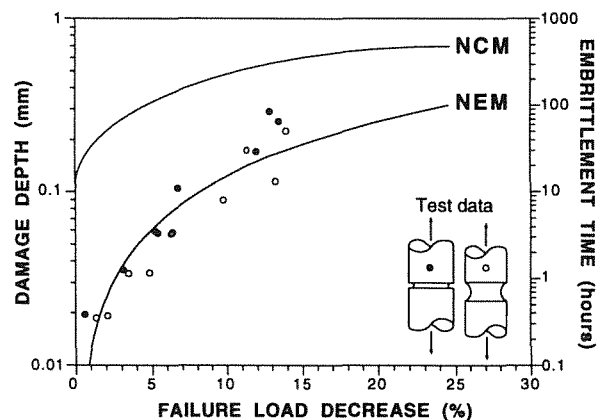 1
0.1
0.01
DAMAGE DEPTH (mm)
NCM
NEM
Test data
1000
100
10
1
0.1
EMBRITTLEMENT TIME (hours)
0 5 10 15 20 25 30
FAILURE LOAD DECREASE (%)